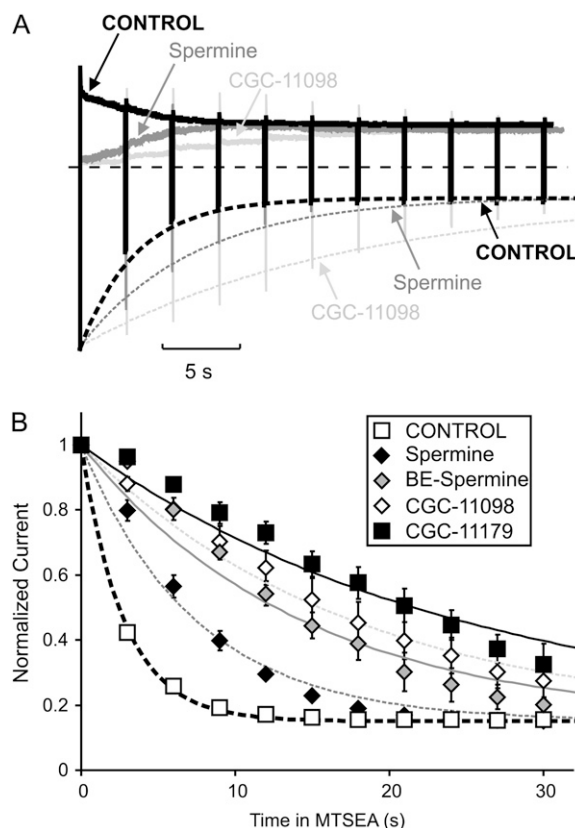 A
CONTROL
Spermine
CGC-11098
CONTROL
Spermine
CGC-11098
5 s
B
CONTROL
Spermine
BE-Spermine
CGC-11098
CGC-11179
1
0.8
0.6
0.4
0.2
0
Normalized Current
0 10 20 30
Time in MTSEA (s)